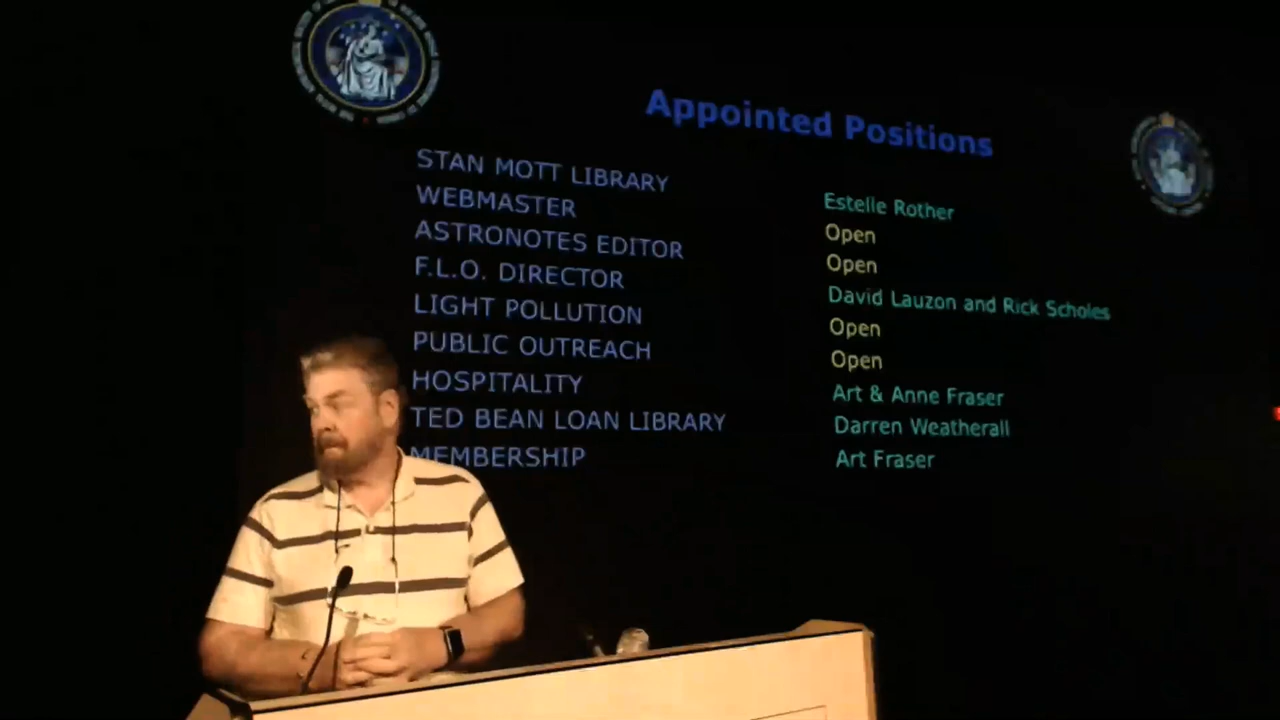 Appointed Positions
STAN MOTT LIBRARY Estelle Rother
WEBMASTER Open
ASTRONOTES EDITOR Open
F.L.O. DIRECTOR David Lauzon and Rick Scholes
LIGHT POLLUTION Open
PUBLIC OUTREACH Open
HOSPITALITY Art & Anne Fraser
TED BEAN LOAN LIBRARY Darren Weatherall
MEMBERSHIP Art Fraser